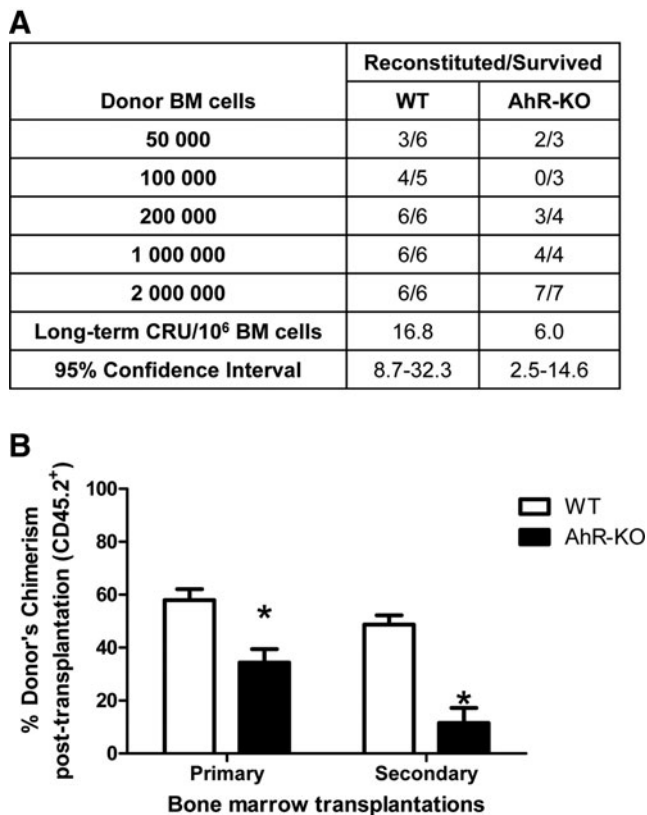 A
Reconstituted/Survived
Donor BM cells WT AhR-KO
50 000 3/6 2/3
100 000 4/5 0/3
200 000 6/6 3/4
1 000 000 6/6 4/4
2 000 000 6/6 7/7
Long-term CRU/10⁶ BM cells 16.8 6.0
95% Confidence Interval 8.7-32.3 2.5-14.6
B
% Donor's Chimerism
post-transplantation (CD45.2⁺)
100
80
60
40
20
0
WT
AhR-KO
*
*
Primary Secondary
Bone marrow transplantations